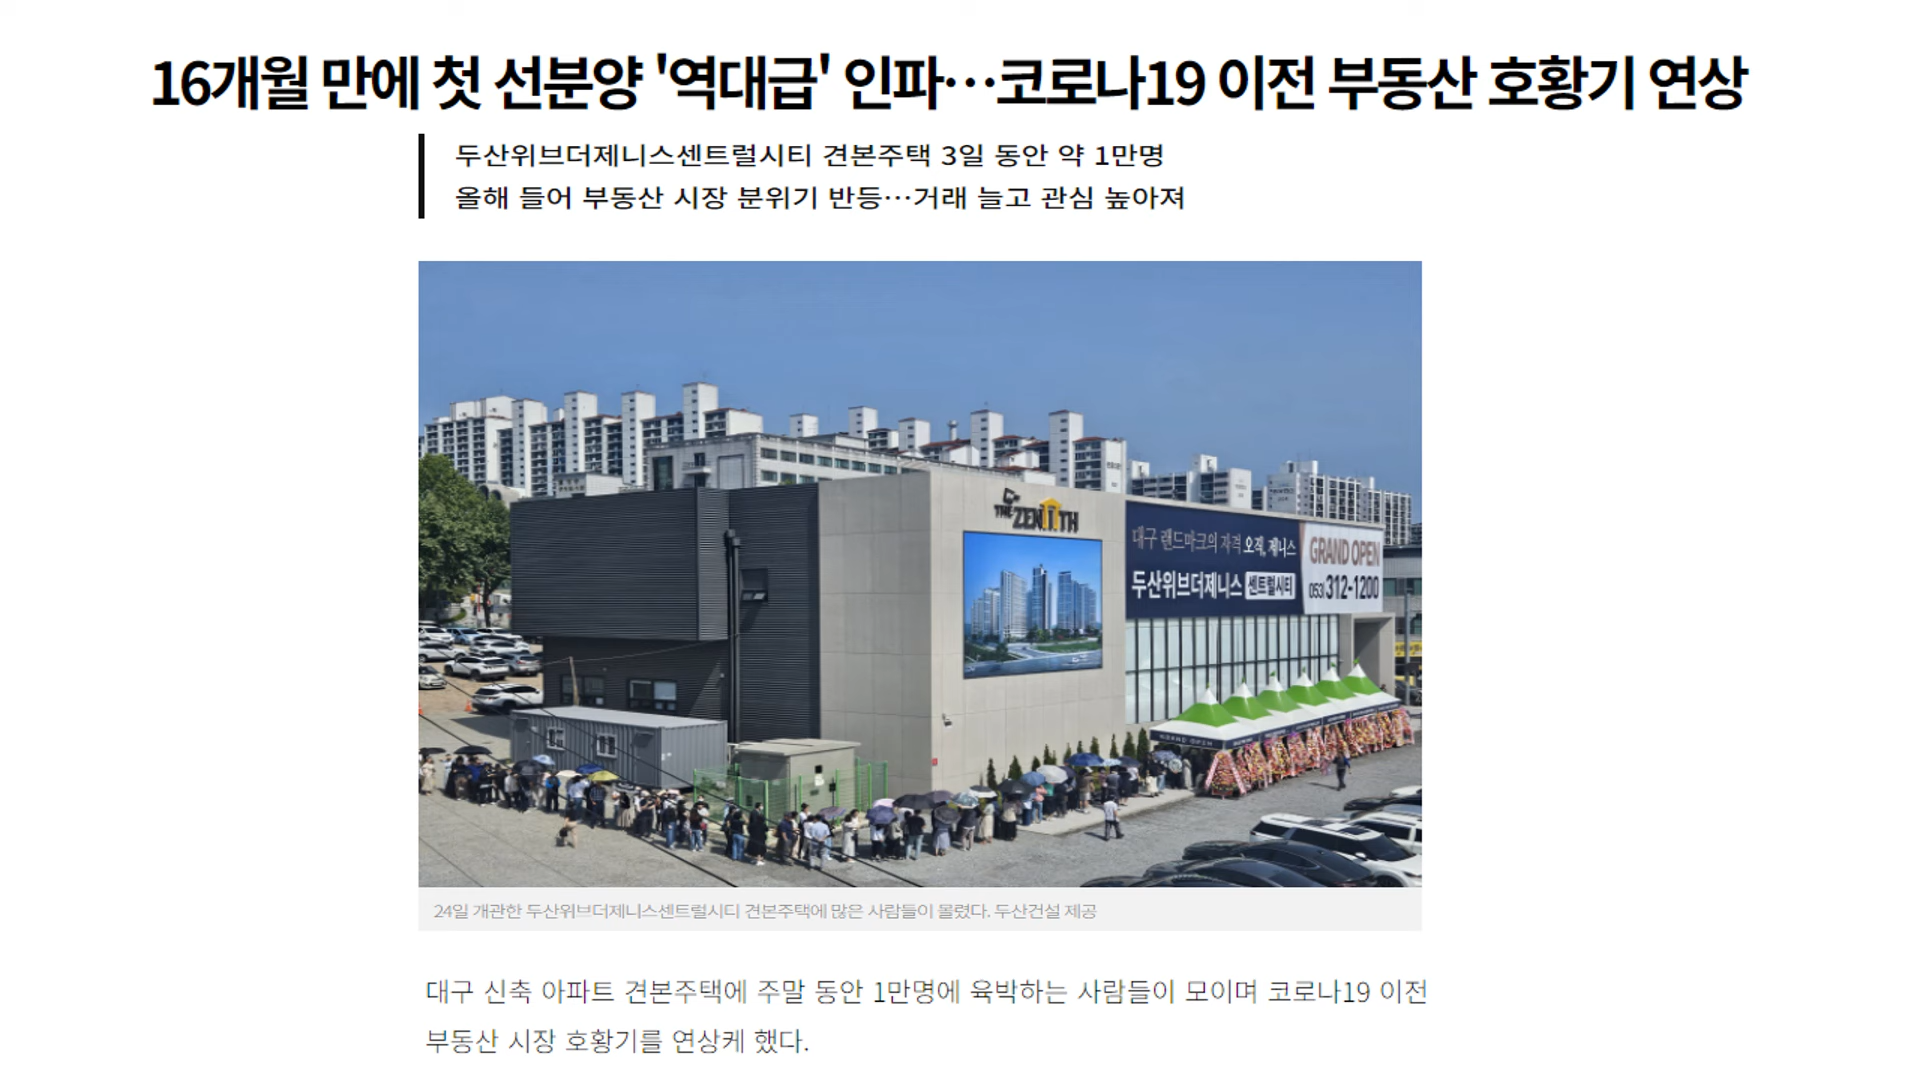 16개월 만에 첫 선분양 '역대급' 인파…코로나19 이전 부동산 호황기 연상
두산위브더제니스센트럴시티 견본주택 3일 동안 약 1만명
올해 들어 부동산 시장 분위기 반등…거래 늘고 관심 높아져
THE ZENITH
대구 랜드마크의 자격 오직, 제니스
두산위브더제니스 센트럴시티
GRAND OPEN
053)312-1200
GRAND OPEN
24일 개관한 두산위브더제니스센트럴시티 견본주택에 많은 사람들이 몰렸다. 두산건설 제공
대구 신축 아파트 견본주택에 주말 동안 1만명에 육박하는 사람들이 모이며 코로나19 이전
부동산 시장 호황기를 연상케 했다.